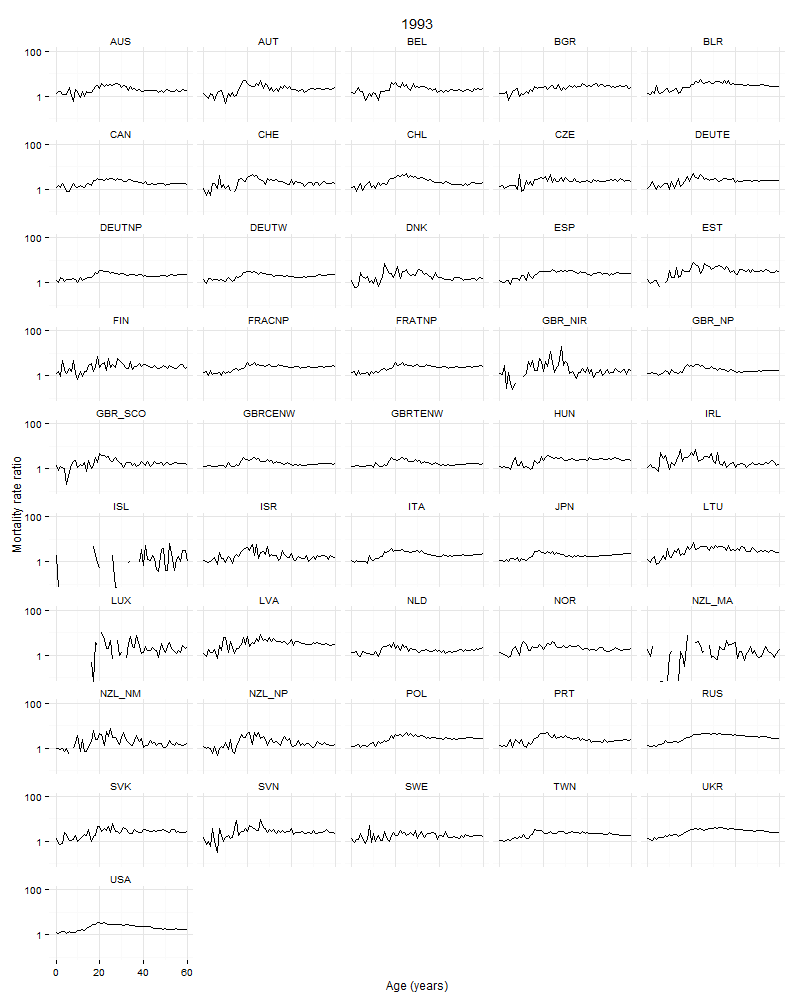 1993
AUS AUT BEL BGR BLR
100
1
CAN CHE CHL CZE DEUTE
100
1
DEUTNP DEUTW DNK ESP EST
100
1
FIN FRACNP FRATNP GBR_NIR GBR_NP
100
1
GBR_SCO GBRCENW GBRTENW HUN IRL
100
1
Mortality rate ratio
ISL ISR ITA JPN LTU
100
1
LUX LVA NLD NOR NZL_MA
100
1
NZL_NM NZL_NP POL PRT RUS
100
1
SVK SVN SWE TWN UKR
100
1
USA
100
1
0 20 40 60
Age (years)